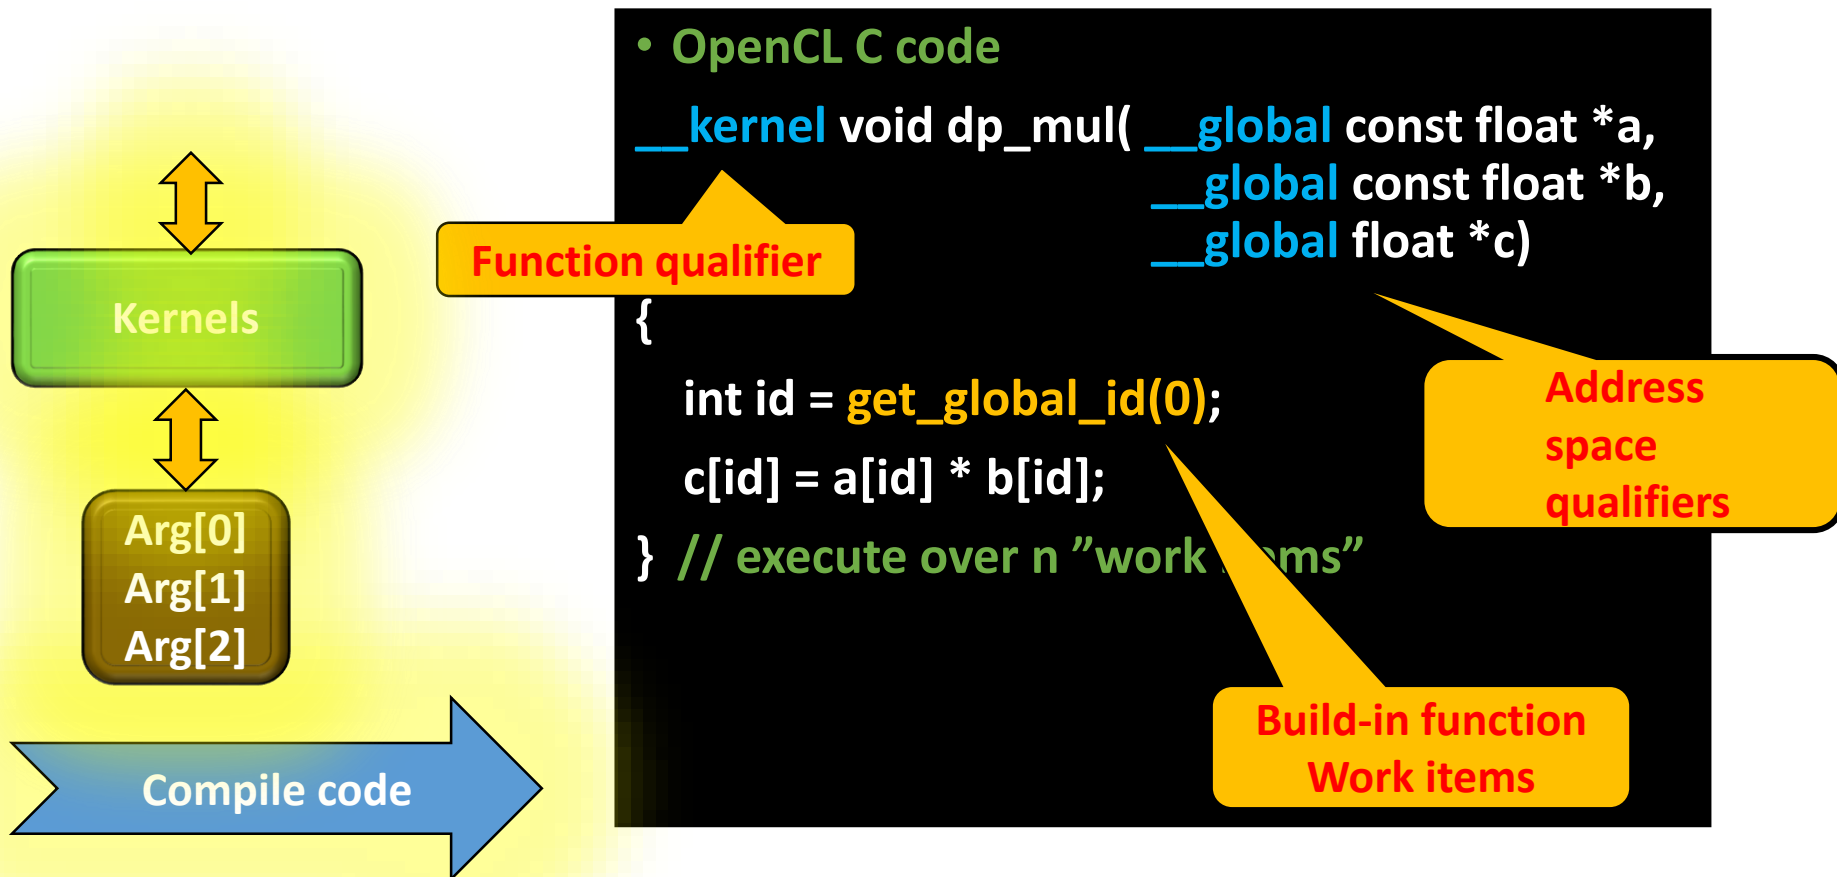 • OpenCL C code
__kernel void dp_mul( __global const float *a,
__global const float *b,
__global float *c)
Function qualifier
{
int id = get_global_id(0);
c[id] = a[id] * b[id];
} // execute over n ”work ems”
Address
space
qualifiers
Build-in function
Work items
Kernels
Arg[0]
Arg[1]
Arg[2]
Compile code